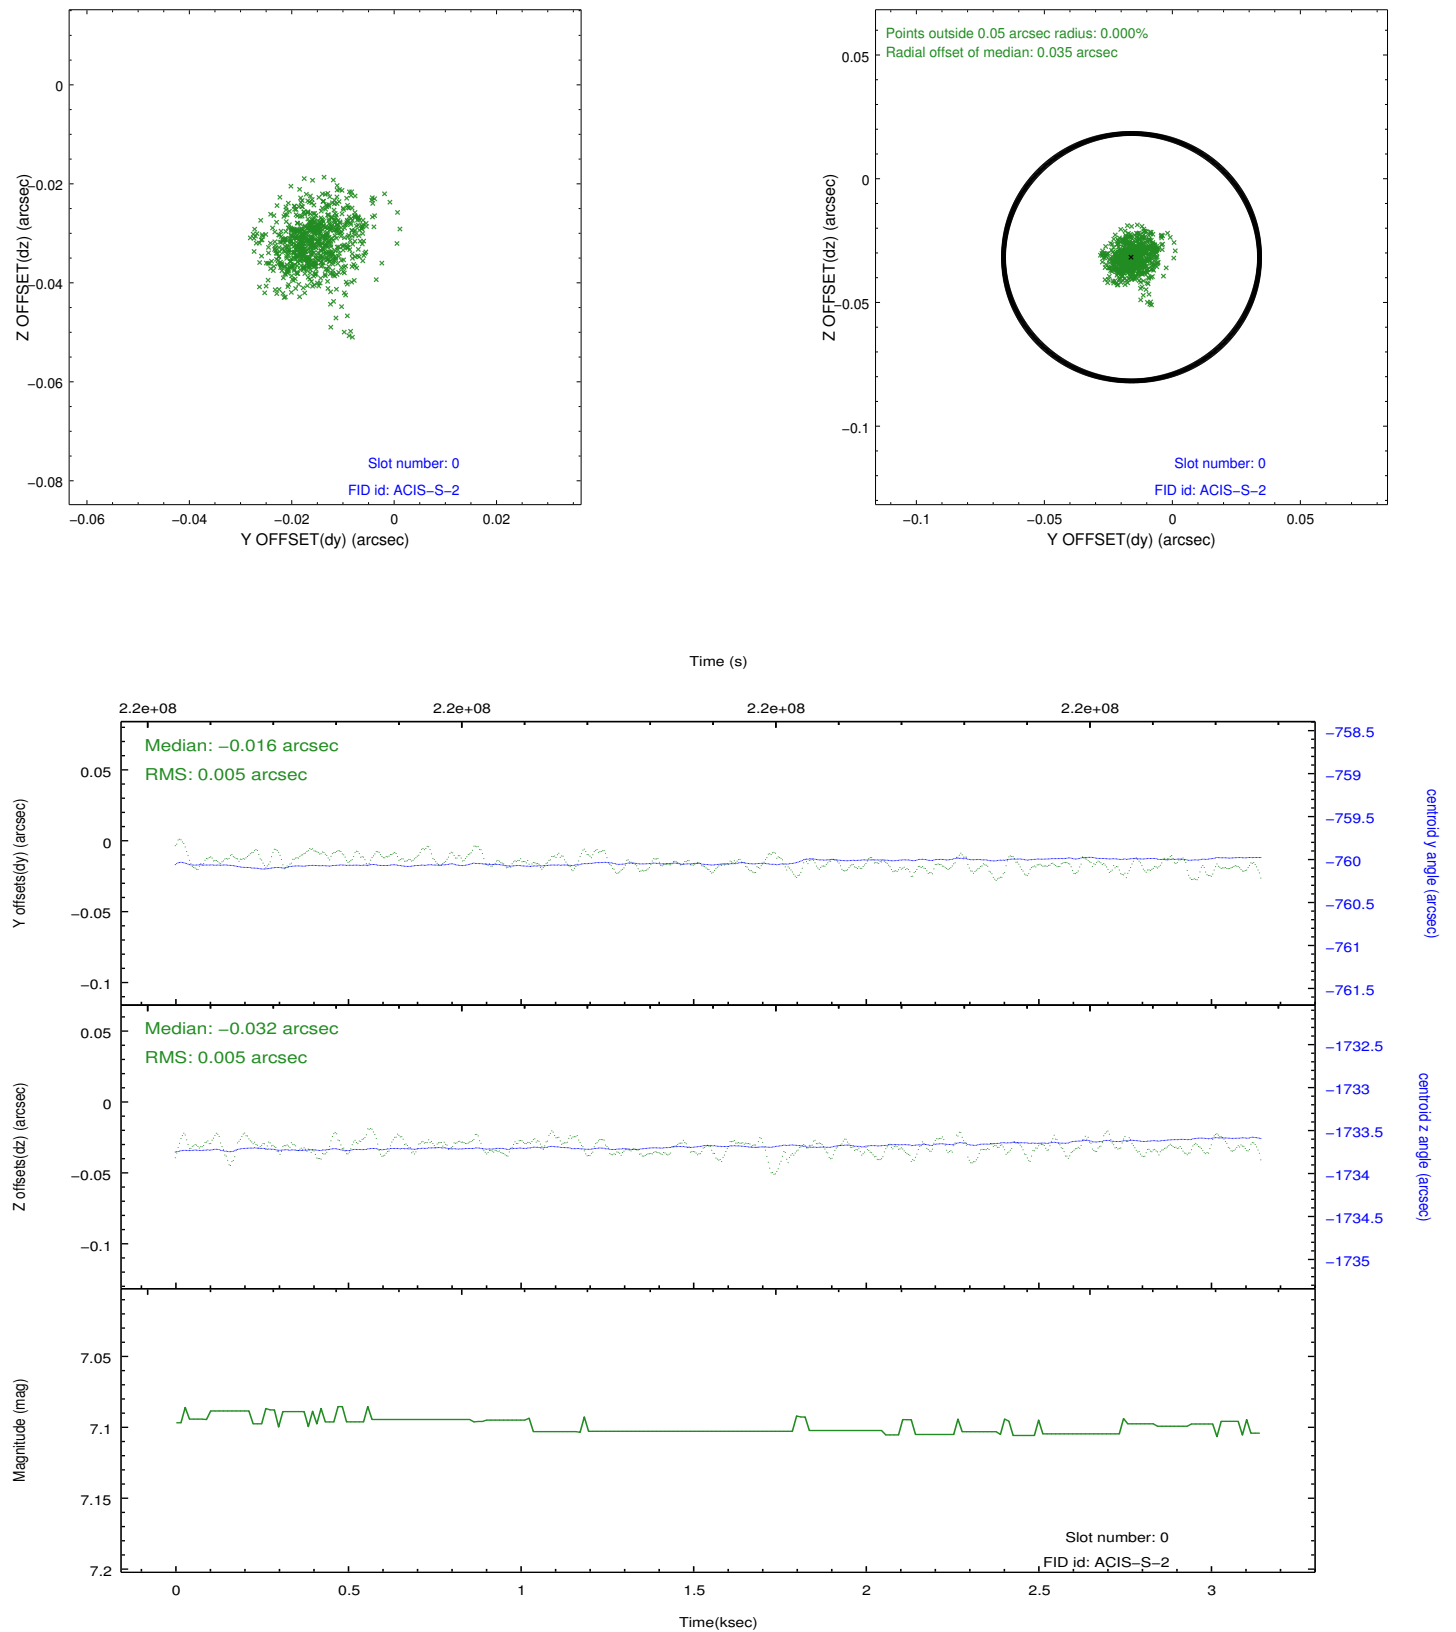 0
−0.02
−0.04
−0.06
−0.08
Z OFFSET(dz) (arcsec)
Slot number: 0
FID id: ACIS−S−2
−0.06
−0.04
−0.02
0
0.02
Y OFFSET(dy) (arcsec)
Points outside 0.05 arcsec radius: 0.000%
Radial offset of median: 0.035 arcsec
0.05
0
−0.05
−0.1
Z OFFSET(dz) (arcsec)
Slot number: 0
FID id: ACIS−S−2
−0.1
−0.05
0
0.05
Y OFFSET(dy) (arcsec)
Time (s)
2.2e+08
2.2e+08
2.2e+08
2.2e+08
Median: −0.016 arcsec
RMS: 0.005 arcsec
0.05
0
−0.05
−0.1
Y offsets(dy) (arcsec)
−758.5
−759
−759.5
−760
−760.5
−761
−761.5
centroid y angle (arcsec)
Median: −0.032 arcsec
RMS: 0.005 arcsec
0.05
0
−0.05
−0.1
Z offsets(dz) (arcsec)
−1732.5
−1733
−1733.5
−1734
−1734.5
−1735
centroid z angle (arcsec)
7.05
7.1
7.15
7.2
Magnitude (mag)
Slot number: 0
FID id: ACIS−S−2
0
0.5
1
1.5
2
2.5
3
Time(ksec)